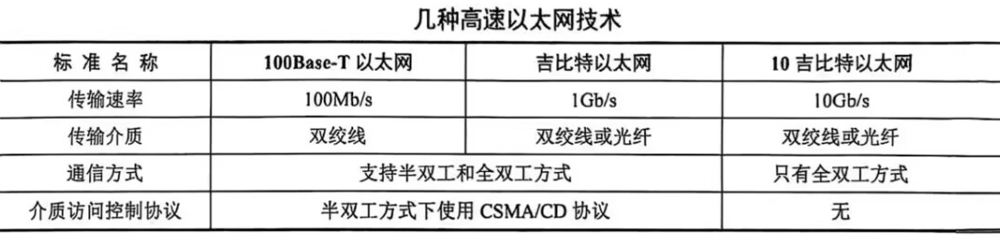 几种高速以太网技术
标 准 名 称 100Base-T 以太网 吉比特以太网 10 吉比特以太网
传输速率 100Mb/s 1Gb/s 10Gb/s
传输介质 双绞线 双绞线或光纤 双绞线或光纤
通信方式 支持半双工和全双工方式 只有全双工方式
介质访问控制协议 半双工方式下使用 CSMA/CD 协议 无